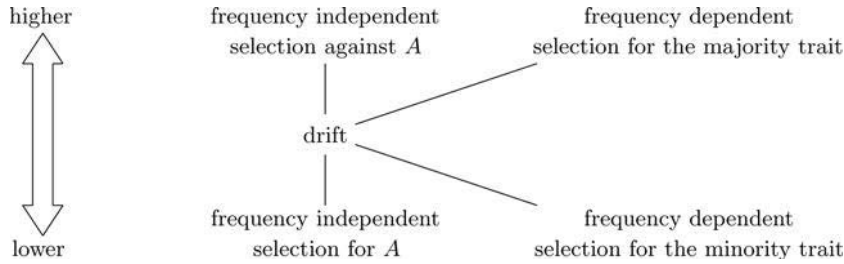 higher
frequency independent
selection against A
frequency dependent
selection for the majority trait
drift
lower
frequency independent
selection for A
frequency dependent
selection for the minority trait